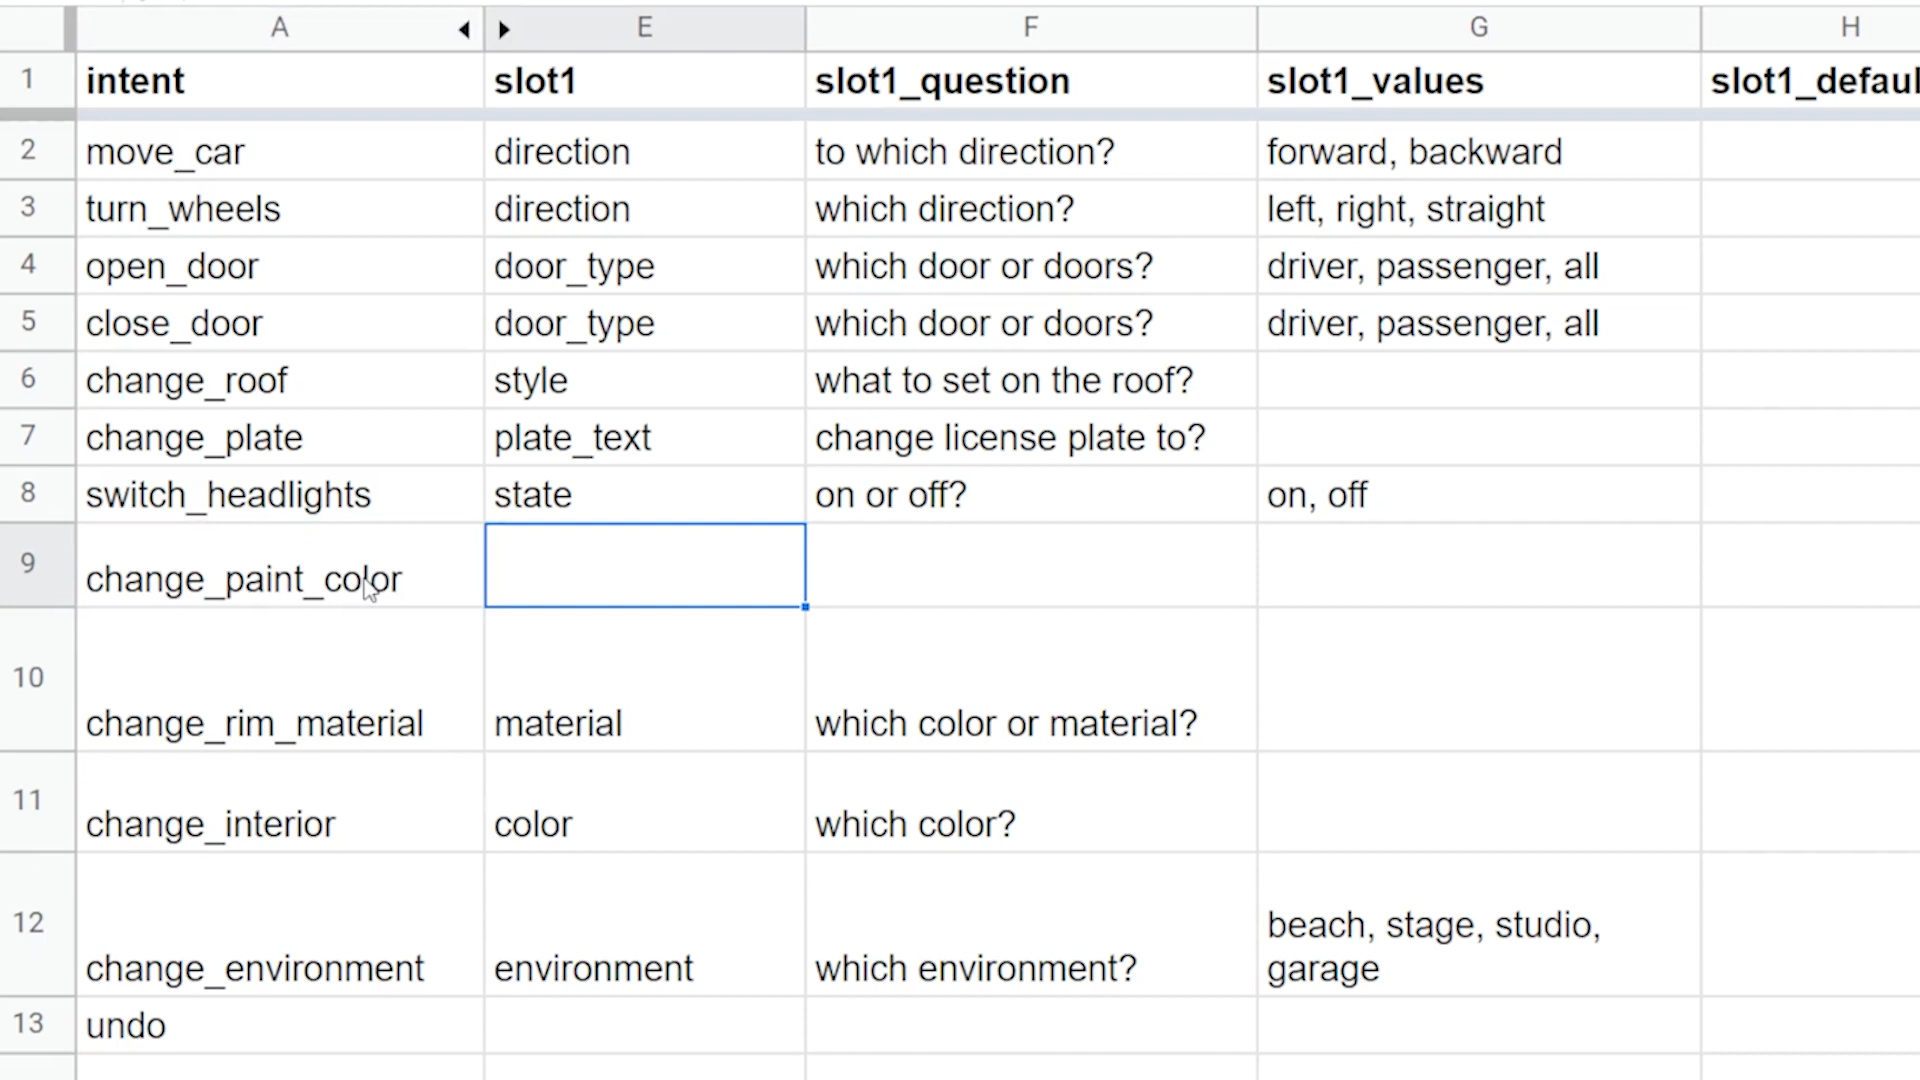 A E F G H
1 intent slot1 slot1_question slot1_values slot1_defaul
2 move_car direction to which direction? forward, backward
3 turn_wheels direction which direction? left, right, straight
4 open_door door_type which door or doors? driver, passenger, all
5 close_door door_type which door or doors? driver, passenger, all
6 change_roof style what to set on the roof?
7 change_plate plate_text change license plate to?
8 switch_headlights state on or off? on, off
9 change_paint_color
10 change_rim_material material which color or material?
11 change_interior color which color?
12 change_environment environment which environment? beach, stage, studio,
garage
13 undo